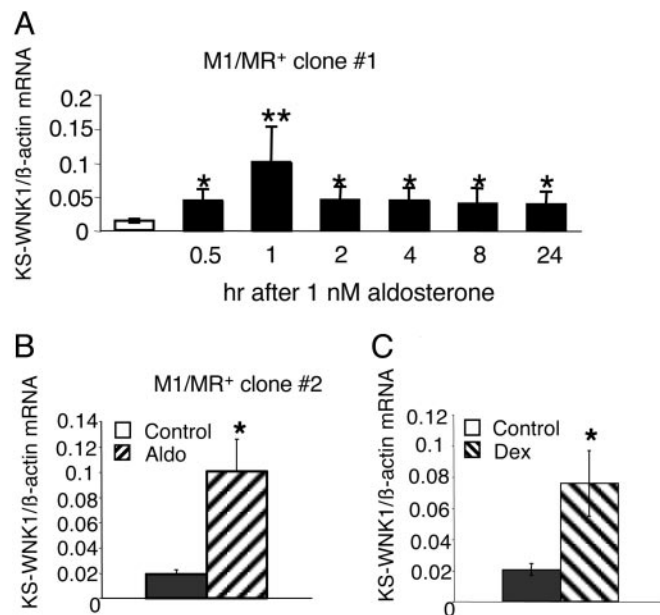 A
M1/MR+ clone #1
KS-WNK1/ß-actin mRNA
0.2
0.15
0.1
0.05
0
* ** * * * *
0.5 1 2 4 8 24
hr after 1 nM aldosterone
B
M1/MR+ clone #2
KS-WNK1/ß-actin mRNA
0.14
0.12
0.1
0.08
0.06
0.04
0.02
0
Control
Aldo
*
C
KS-WNK1/ß-actin mRNA
0.12
0.1
0.08
0.06
0.04
0.02
0
Control
Dex
*